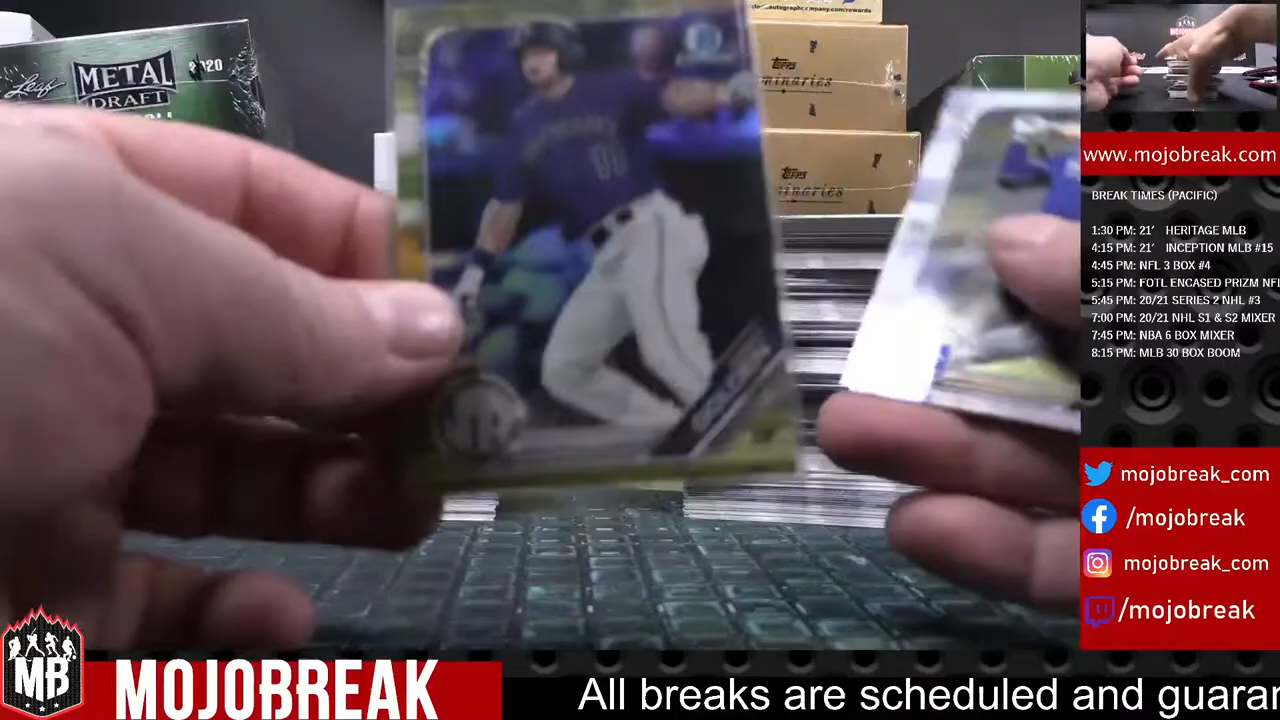 Leaf
METAL
DRAFT
2020
autographcompany.com/rewards
Topps
Topps
MOJOBREAK
www.mojobreak.com
BREAK TIMES (PACIFIC)
1:30 PM: 21' HERITAGE MLB
4:15 PM: 21' INCEPTION MLB #15
4:45 PM: NFL 3 BOX #4
5:15 PM: FOTL ENCASED PRIZM NFL
5:45 PM: 20/21 SERIES 2 NHL #3
7:00 PM: 20/21 NHL S1 & S2 MIXER
7:45 PM: NBA 6 BOX MIXER
8:15 PM: MLB 30 BOX BOOM
mojobreak_com
/mojobreak
mojobreak_com
/mojobreak
MB
MOJOBREAK
All breaks are scheduled and guarar